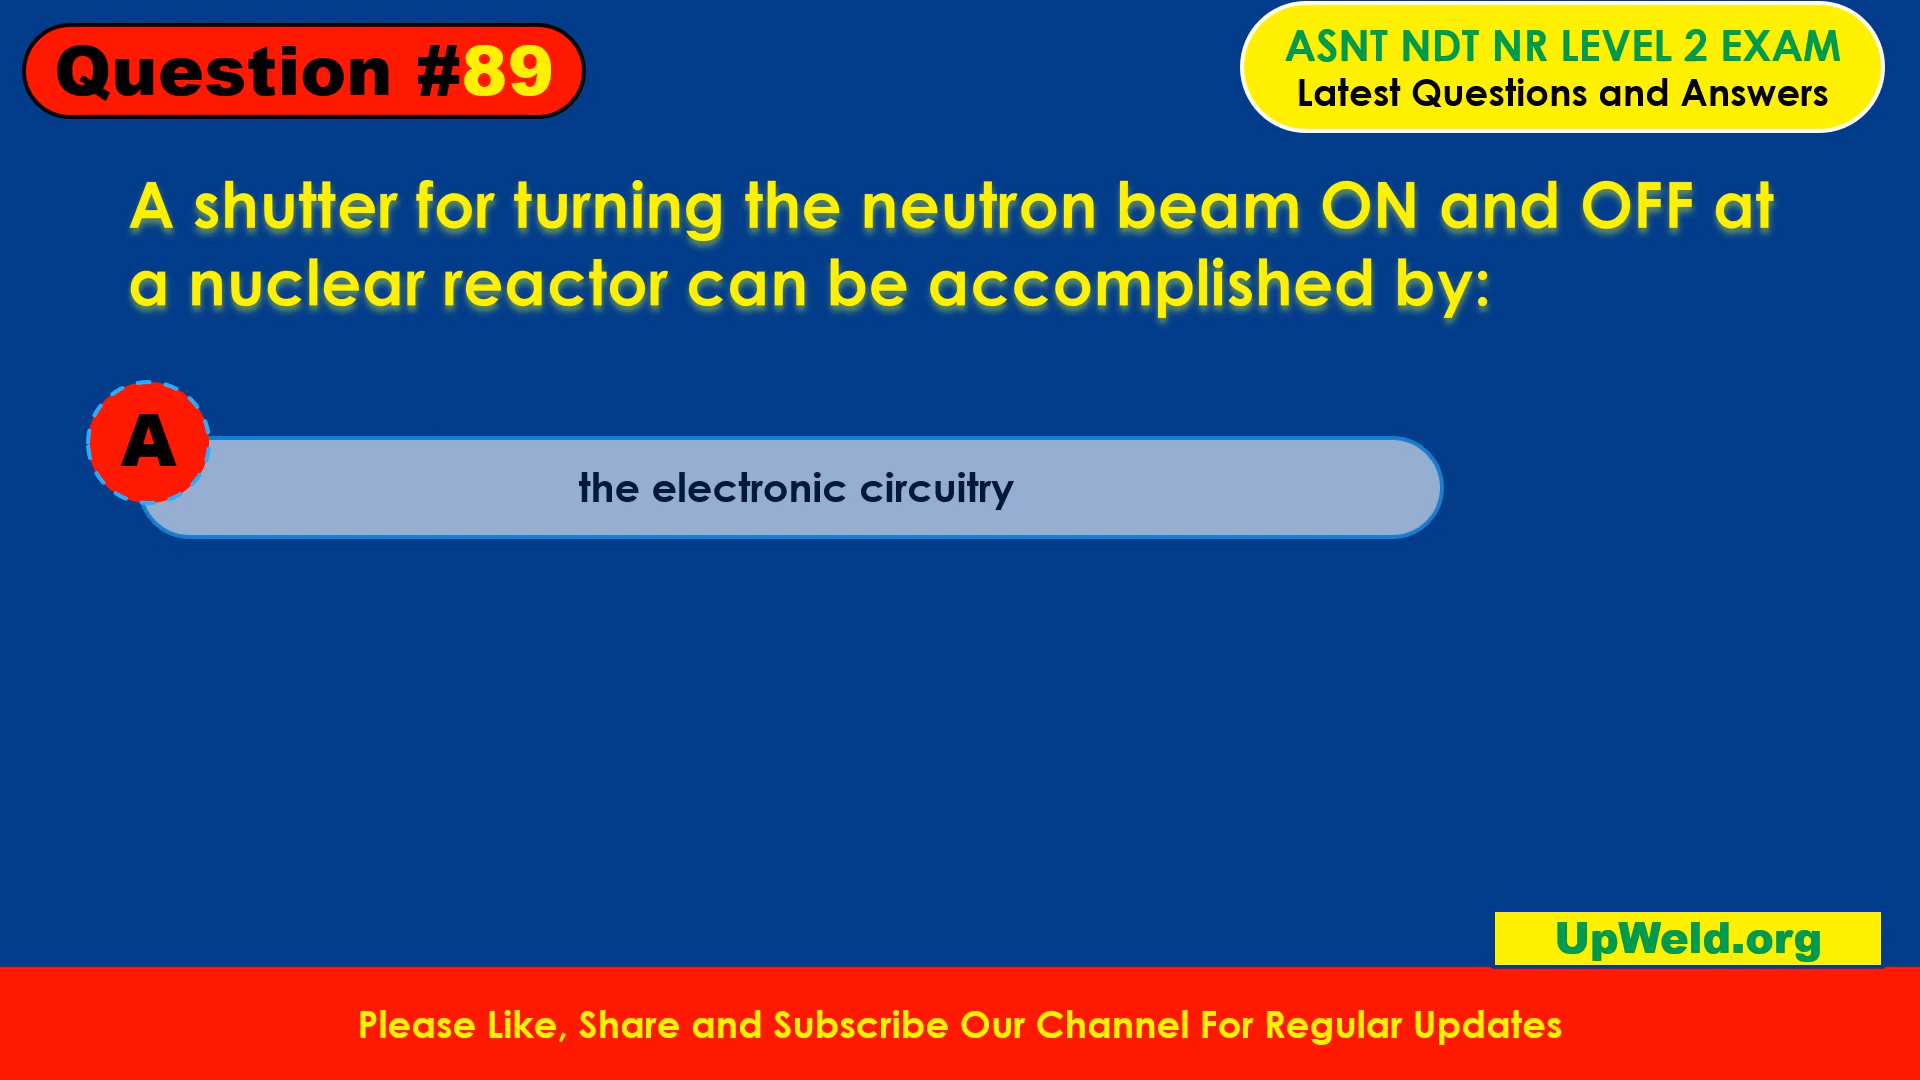 Question #89
ASNT NDT NR LEVEL 2 EXAM
Latest Questions and Answers
A shutter for turning the neutron beam ON and OFF at
a nuclear reactor can be accomplished by:
A
the electronic circuitry
UpWeld.org
Please Like, Share and Subscribe Our Channel For Regular Updates